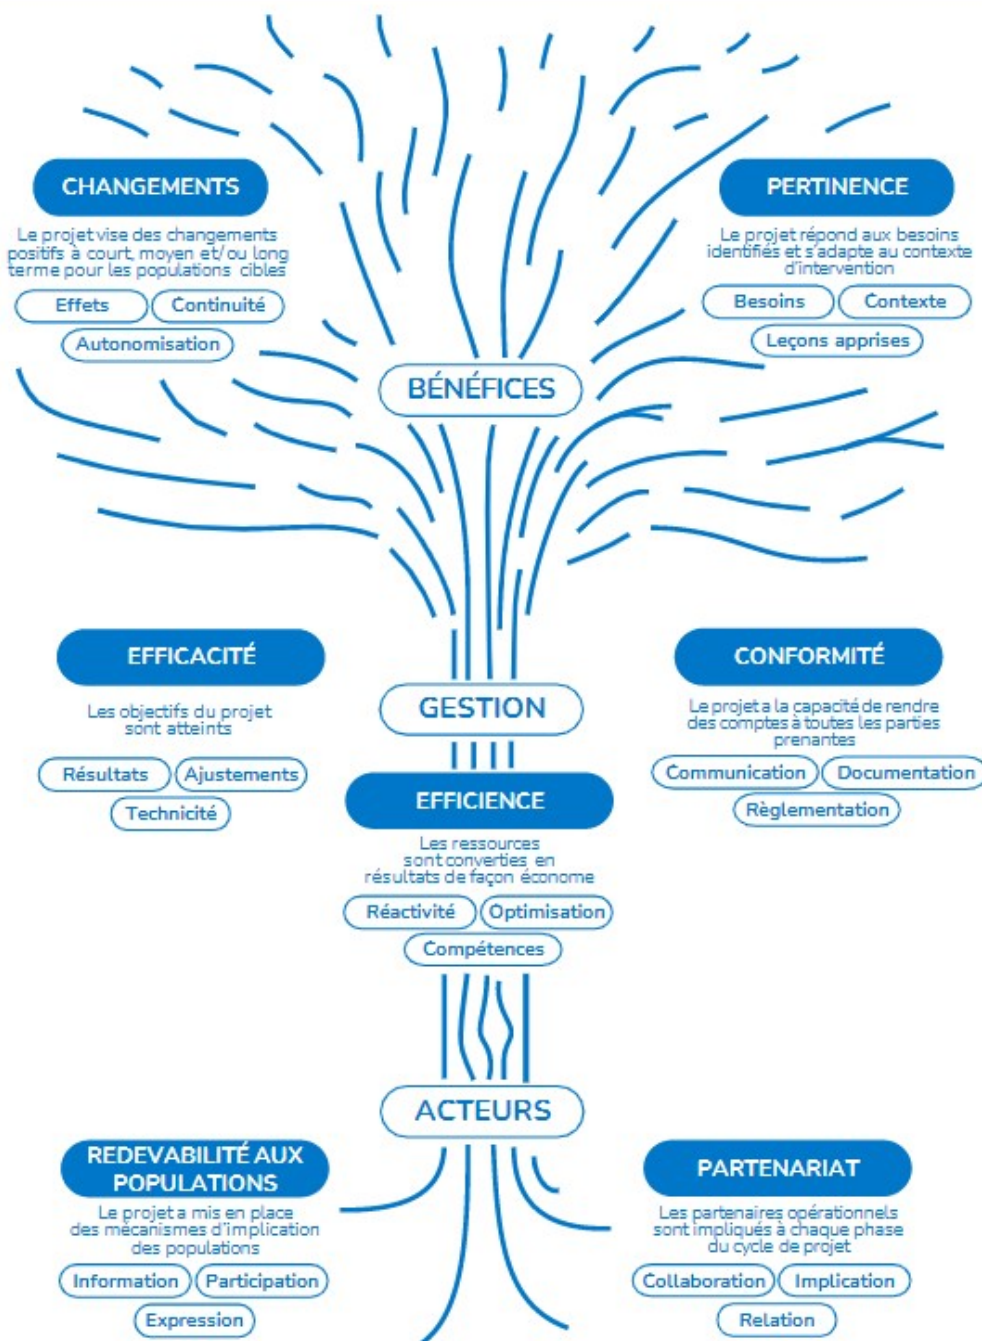 CHANGEMENTS
Le projet vise des changements
positifs à court, moyen et/ou long
terme pour les populations cibles
Effets
Continuité
Autonomisation
PERTINENCE
Le projet répond aux besoins
identifiés et s'adapte au contexte
d'intervention
Besoins
Contexte
Leçons apprises
BÉNÉFICES
EFFICACITÉ
Les objectifs du projet
sont atteints
Résultats
Ajustements
Technicité
GESTION
CONFORMITÉ
Le projet a la capacité de rendre
des comptes à toutes les parties
prenantes
Communication
Documentation
Règlementation
EFFICIENCE
Les ressources
sont converties en
résultats de façon économe
Réactivité
Optimisation
Compétences
ACTEURS
REDEVABILITÉ AUX
POPULATIONS
Le projet a mis en place
des mécanismes d'implication
des populations
Information
Participation
Expression
PARTENARIAT
Les partenaires opérationnels
sont impliqués à chaque phase
du cycle de projet
Collaboration
Implication
Relation